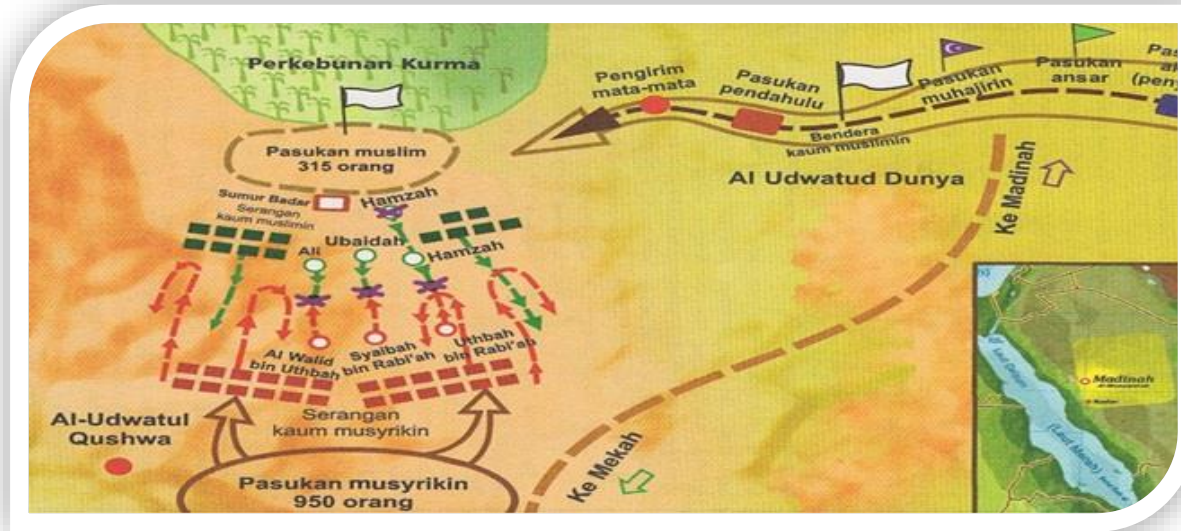 Perkebunan Kurma
Pasukan muslim
315 orang
Pengirim
mata-mata
Pasukan
pendahulu
Bendera
kaum muslimin
Pasukan
muhajirin
Pasukan
ansar
Al Udwatud Dunya
Ke Madinah
Sumur Badar
Serangan
kaum muslimin
Hamzah
Ali
Ubaidah
Hamzah
Al Walid
bin Uthbah
Syaibah
bin Rabi'ah
Uthbah
bin Rabi'ah
Serangan
kaum musyrikin
Al-Udwatul
Qushwa
Pasukan musyrikin
950 orang
Ke Mekah
Madinah
(Laut Merah)